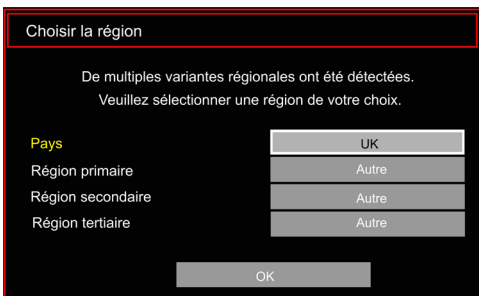 Choisir la région
De multiples variantes régionales ont été détectées.
Veuillez sélectionner une région de votre choix.
Pays UK
Région primaire Autre
Région secondaire Autre
Région tertiaire Autre
OK